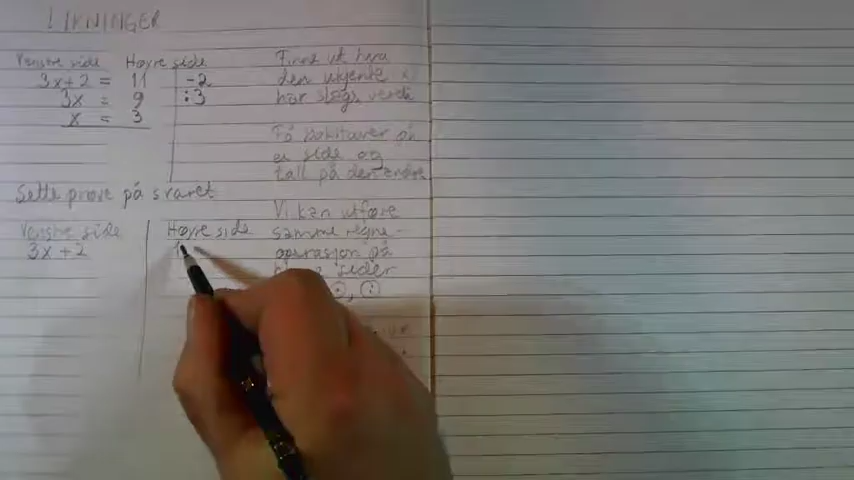 LIKNINGER
Venstre side Høyre side
3x+2 = 11 -2
3x = 9 :3
x = 3
Sette prøve på svaret
Venstre side Høyre side
3x+2
Finne ut hva
den ukjente x
har slags verdi
Få bokstaver på
ei side og
tall på den andre
Vi kan utføre
samme regne-
operasjon på
sider